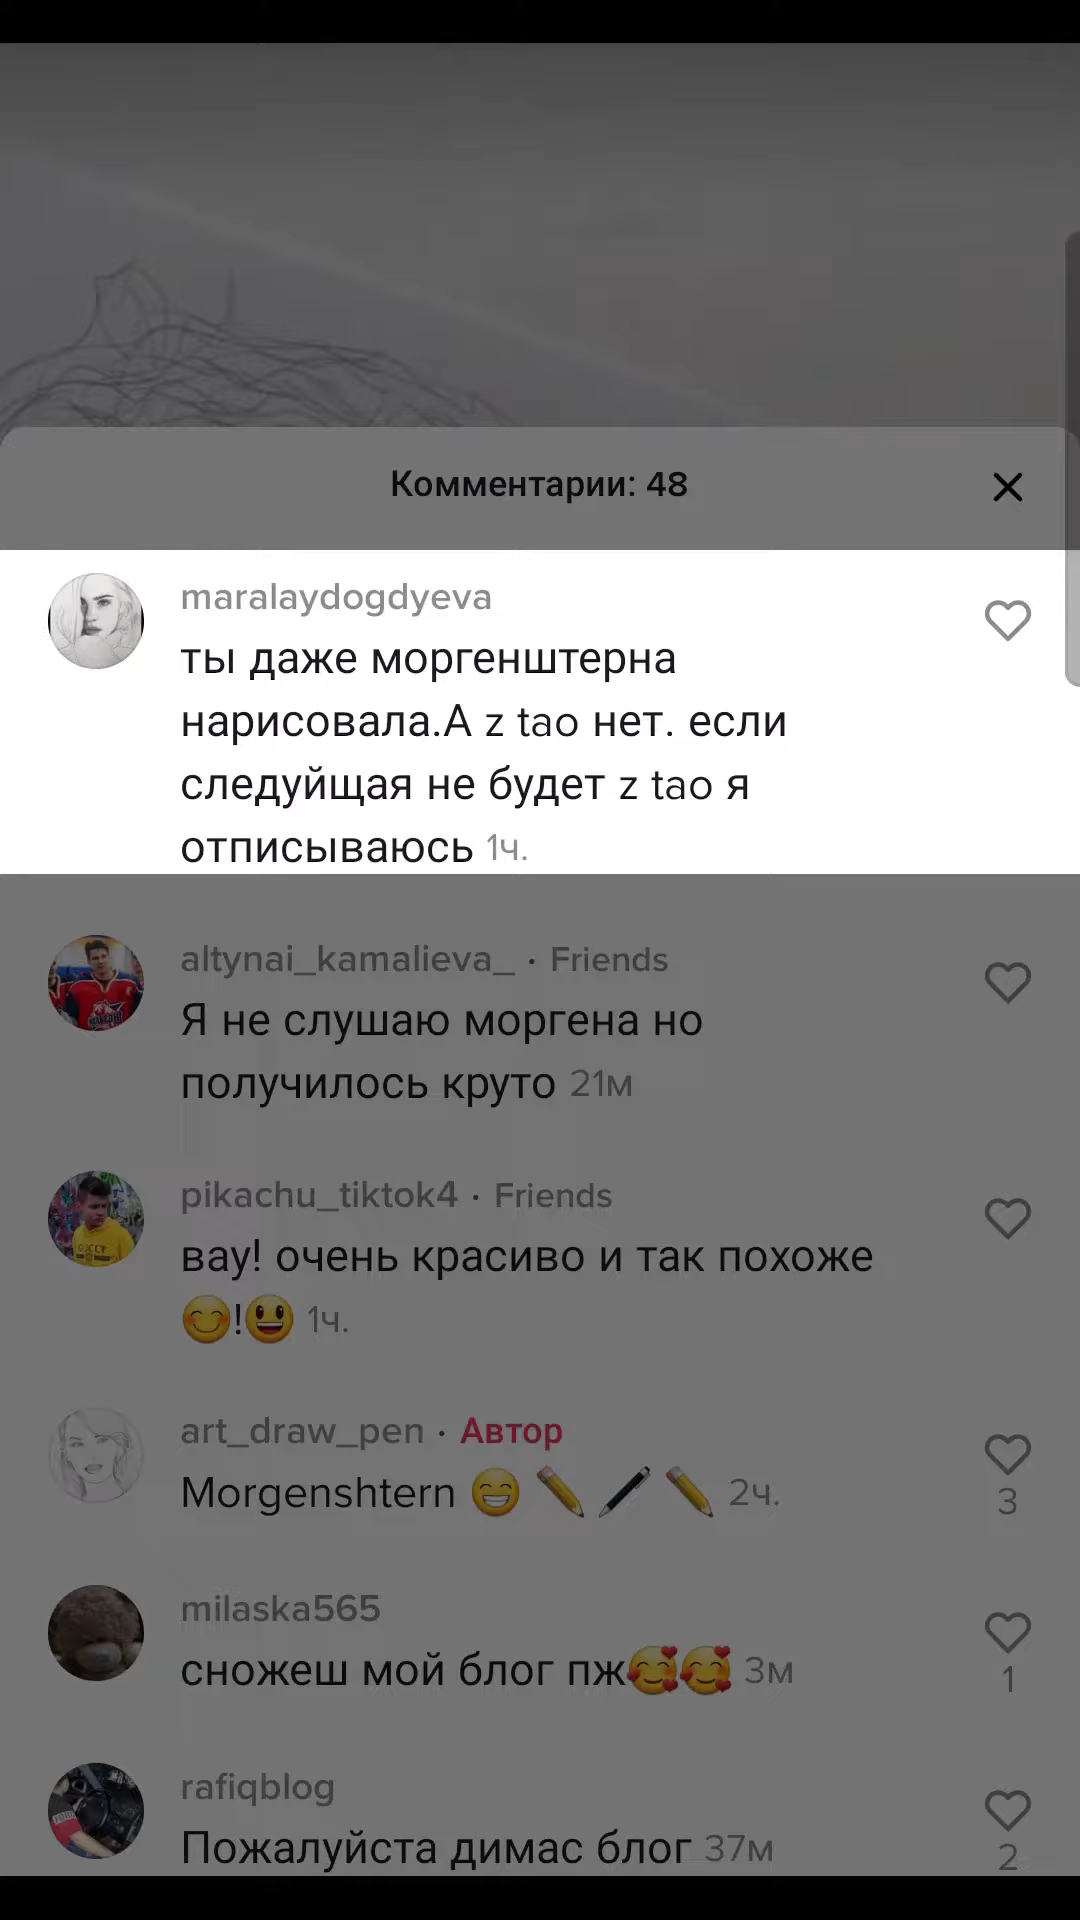 Комментарии: 48
maralaydogdyeva
ты даже моргенштерна
нарисовала.А z tao нет. если
следуйщая не будет z tao я
отписываюсь 1ч.
altynai_kamalieva_ · Friends
Я не слушаю моргена но
получилось круто 21м
pikachu_tiktok4 · Friends
вау! очень красиво и так похоже
😊!😃 1ч.
art_draw_pen · Автор
Morgenshtern 😁 ✏️ 🖊️ ✏️ 2ч.
3
milaska565
сножеш мой блог пж🥰🥰 3м
1
rafiqblog
Пожалуйста димас блог 37м
2